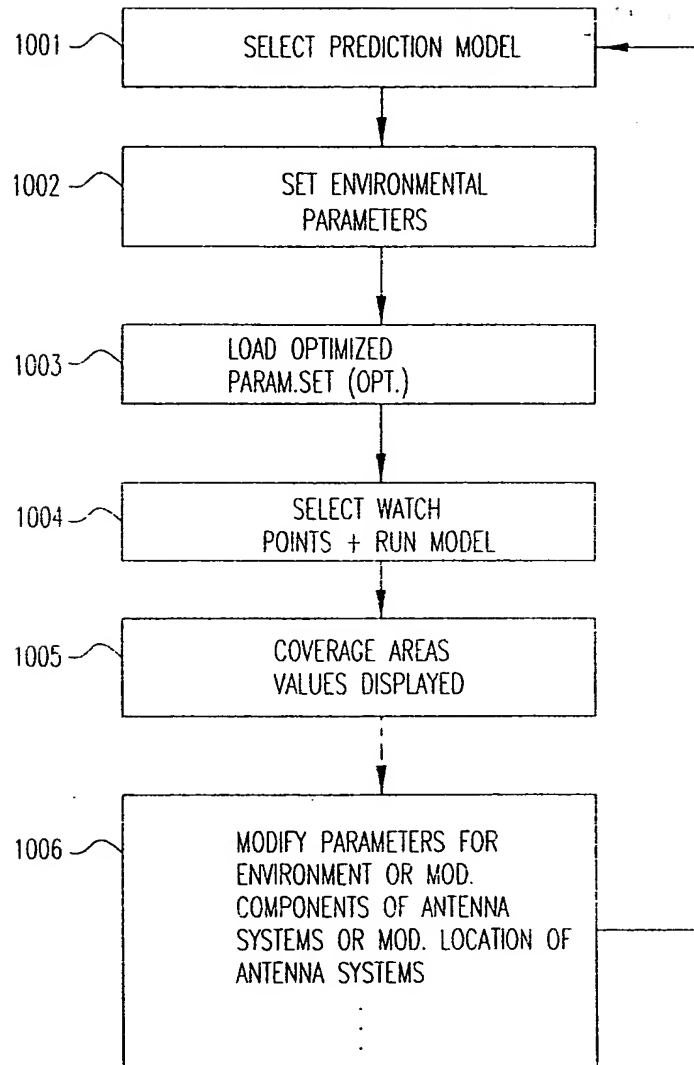 1001
SELECT PREDICTION MODEL
1002
SET ENVIRONMENTAL
PARAMETERS
1003
LOAD OPTIMIZED
PARAM.SET (OPT.)
1004
SELECT WATCH
POINTS + RUN MODEL
1005
COVERAGE AREAS
VALUES DISPLAYED
1006
MODIFY PARAMETERS FOR
ENVIRONMENT OR MOD.
COMPONENTS OF ANTENNA
SYSTEMS OR MOD. LOCATION OF
ANTENNA SYSTEMS